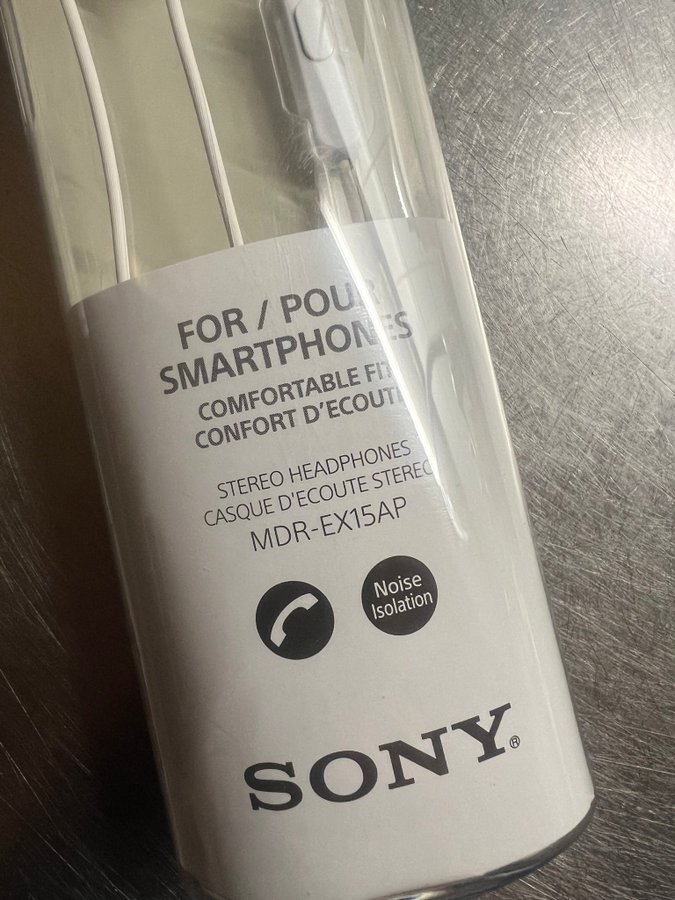 FOR / POUR
SMARTPHONES
COMFORTABLE FIT
CONFORT D'ECOUTE
STEREO HEADPHONES
CASQUE D'ECOUTE STEREO
MDR-EX15AP
Noise
Isolation
SONY®